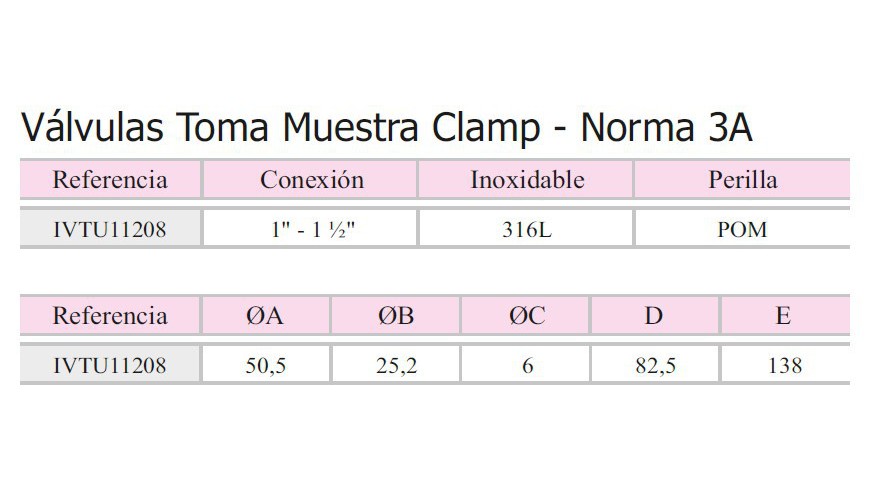 Válvulas Toma Muestra Clamp - Norma 3A
Referencia Conexión Inoxidable Perilla
IVTU11208 1" - 1 ½" 316L POM
Referencia ØA ØB ØC D E
IVTU11208 50,5 25,2 6 82,5 138